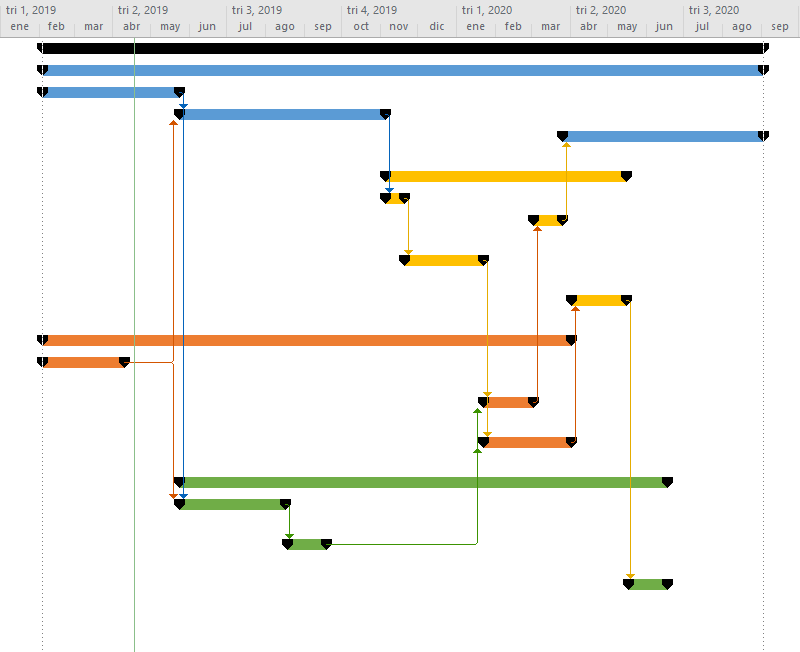 tri 1, 2019 tri 2, 2019 tri 3, 2019 tri 4, 2019 tri 1, 2020 tri 2, 2020 tri 3, 2020
ene feb mar abr may jun jul ago sep oct nov dic ene feb mar abr may jun jul ago sep